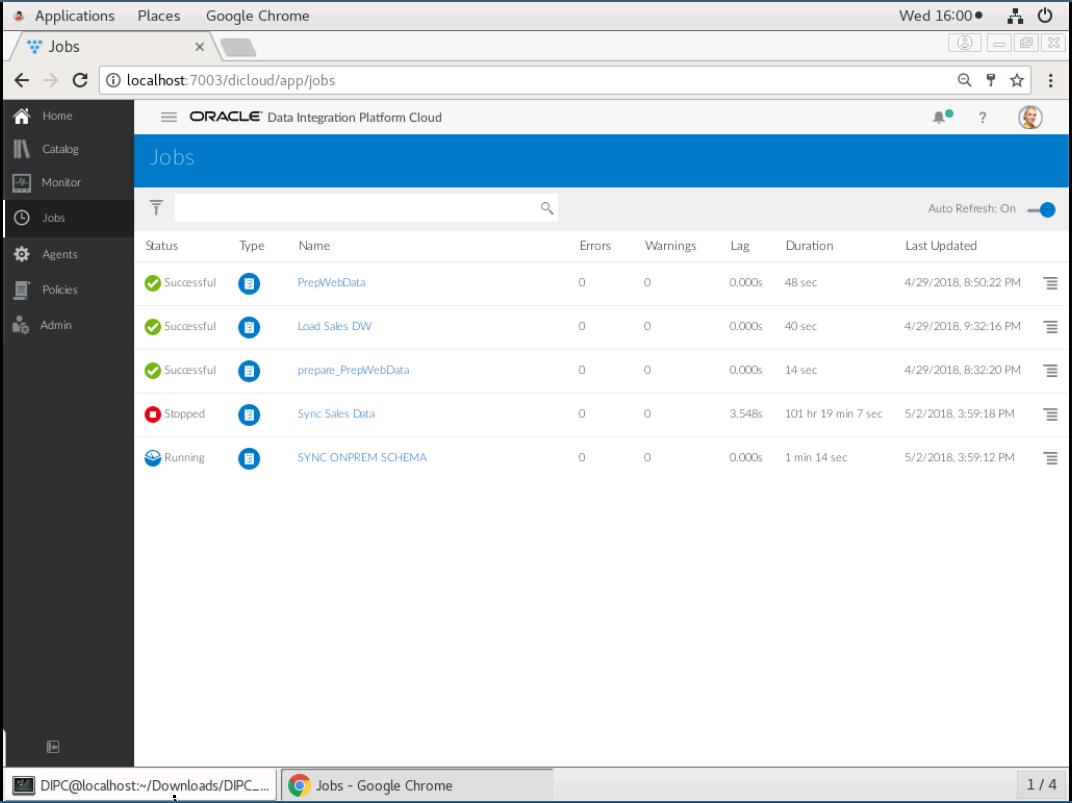 Applications Places Google Chrome Wed 16:00
Jobs
localhost:7003/dicloud/app/jobs
Home
Catalog
Monitor
Jobs
Agents
Policies
Admin
ORACLE Data Integration Platform Cloud ?
Jobs
Auto Refresh: On
Status Type Name Errors Warnings Lag Duration Last Updated
Successful PrepWebData 0 0 0.000s 48 sec 4/29/2018, 8:50:22 PM
Successful Load Sales DW 0 0 0.000s 40 sec 4/29/2018, 9:32:16 PM
Successful prepare_PrepWebData 0 0 0.000s 14 sec 4/29/2018, 8:32:20 PM
Stopped Sync Sales Data 0 0 3.548s 101 hr 19 min 7 sec 5/2/2018, 3:59:18 PM
Running SYNC ONPREM SCHEMA 0 0 0.000s 1 min 14 sec 5/2/2018, 3:59:12 PM
DIPC@localhost:~/Downloads/DIPC_... Jobs - Google Chrome 1 / 4